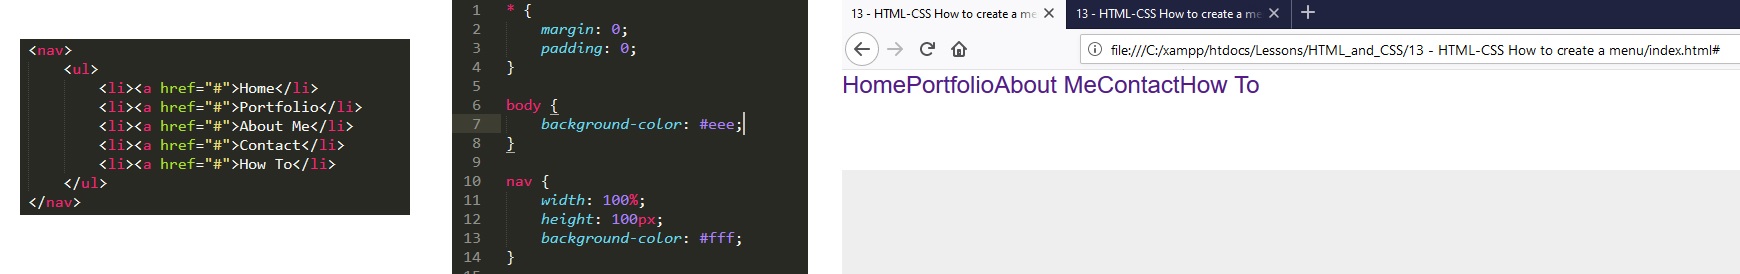 <nav>
<ul>
<li><a href="#">Home</li>
<li><a href="#">Portfolio</li>
<li><a href="#">About Me</li>
<li><a href="#">Contact</li>
<li><a href="#">How To</li>
</ul>
</nav>
1 * {
2 margin: 0;
3 padding: 0;
4 }
5
6 body {
7 background-color: #eee;
8 }
9
10 nav {
11 width: 100%;
12 height: 100px;
13 background-color: #fff;
14 }
13 - HTML-CSS How to create a me
13 - HTML-CSS How to create a me
file:///C:/xampp/htdocs/Lessons/HTML_and_CSS/13 - HTML-CSS How to create a menu/index.html#
HomePortfolioAbout MeContactHow To